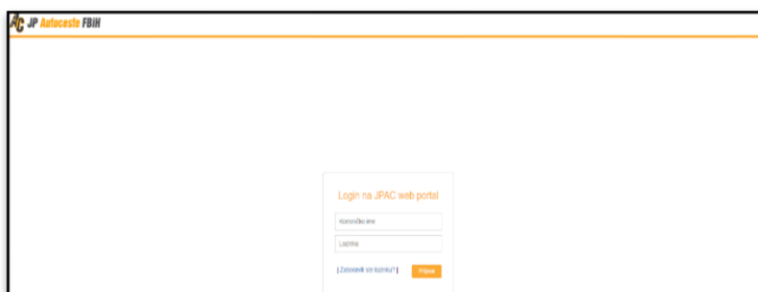 JP Autoceste FBiH
Login na JPAC web portal
Korisničko ime
Lozinka
[ Zaboravili ste lozinku? ]
Prijava